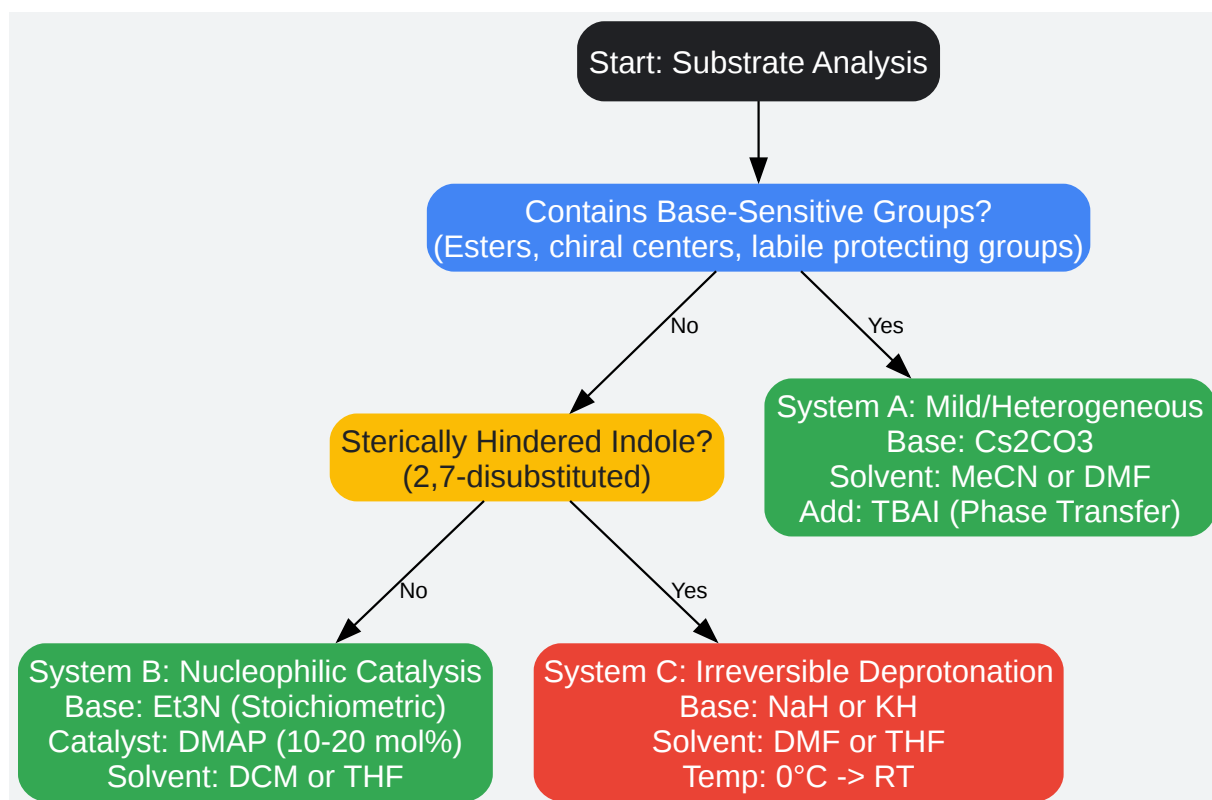 Start: Substrate Analysis
Contains Base-Sensitive Groups?
(Esters, chiral centers, labile protecting groups)
No
Yes
System A: Mild/Heterogeneous
Base: Cs2CO3
Solvent: MeCN or DMF
Add: TBAI (Phase Transfer)
Sterically Hindered Indole?
(2,7-disubstituted)
No
Yes
System B: Nucleophilic Catalysis
Base: Et3N (Stoichiometric)
Catalyst: DMAP (10-20 mol%)
Solvent: DCM or THF
System C: Irreversible Deprotonation
Base: NaH or KH
Solvent: DMF or THF
Temp: 0°C -> RT